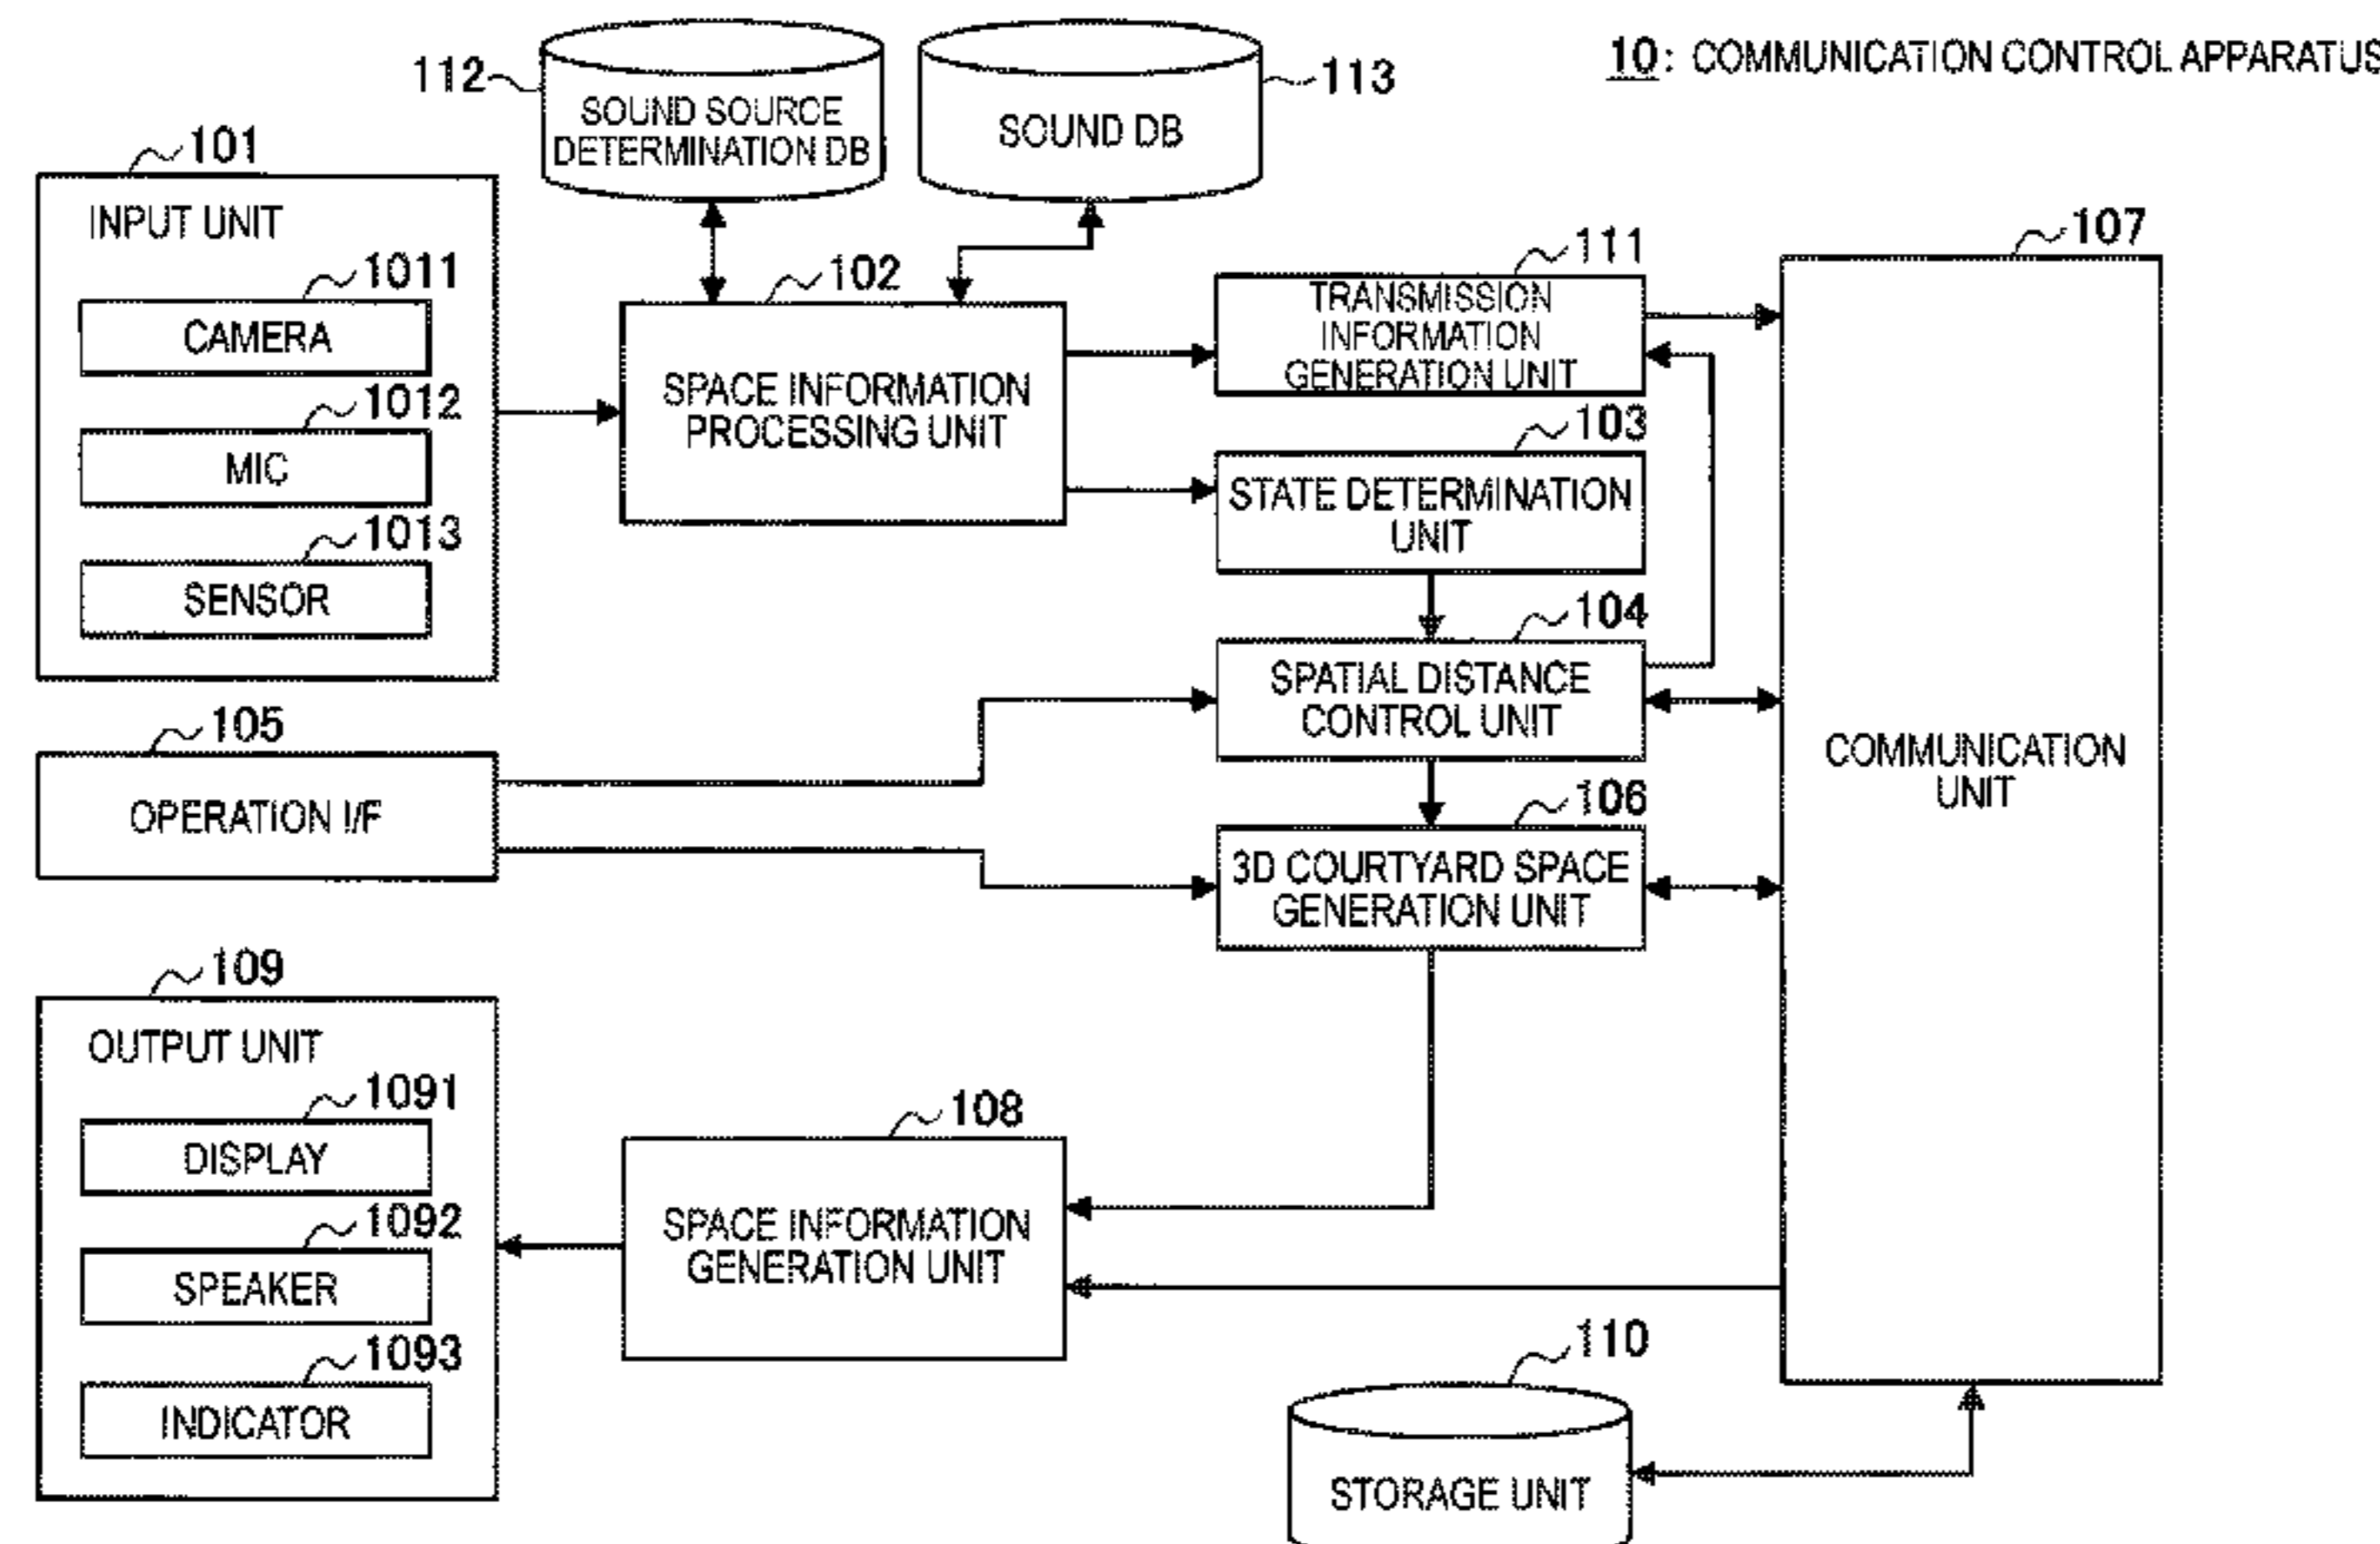 10: COMMUNICATION CONTROL APPARATUS
112
SOUND SOURCE
DETERMINATION DB
113
SOUND DB
101
INPUT UNIT
1011
CAMERA
1012
MIC
1013
SENSOR
102
SPACE INFORMATION
PROCESSING UNIT
111
TRANSMISSION
INFORMATION
GENERATION UNIT
103
STATE DETERMINATION
UNIT
104
SPATIAL DISTANCE
CONTROL UNIT
105
OPERATION I/F
106
3D COURTYARD SPACE
GENERATION UNIT
107
COMMUNICATION
UNIT
109
OUTPUT UNIT
1091
DISPLAY
1092
SPEAKER
1093
INDICATOR
108
SPACE INFORMATION
GENERATION UNIT
110
STORAGE UNIT